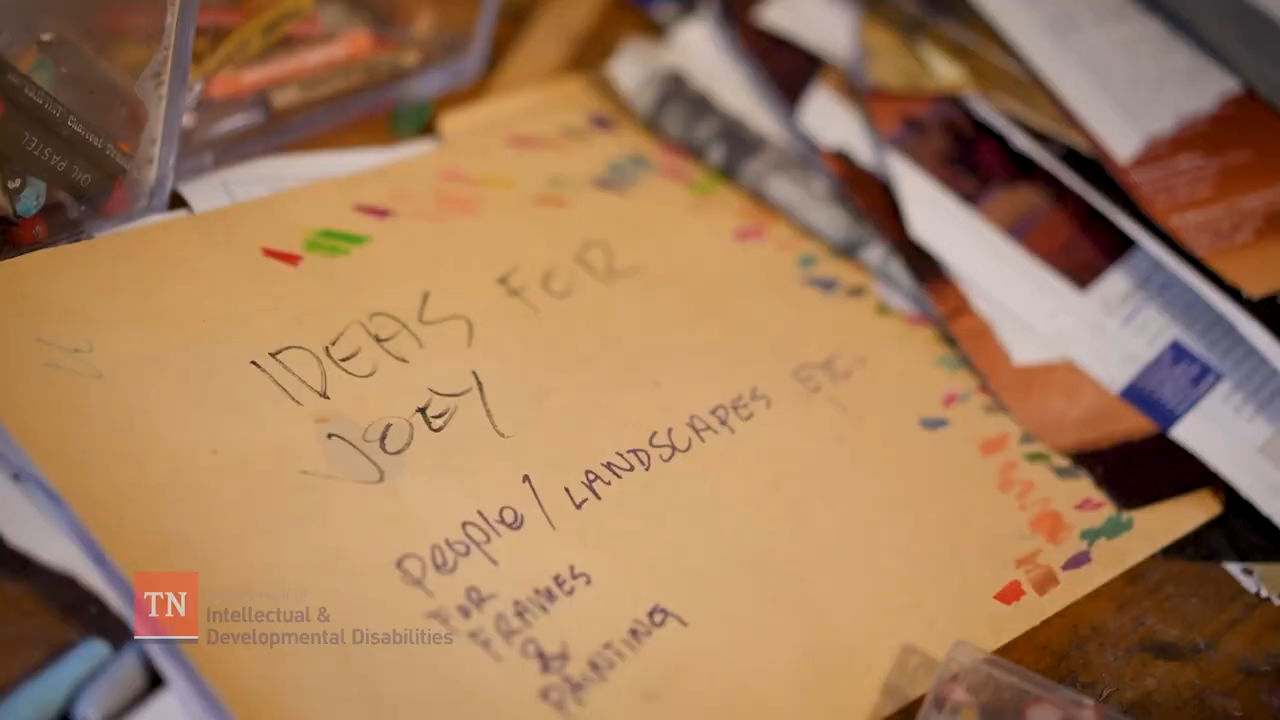 OIL PASTEL
IDEAS FOR
JOEY
People / LANDSCAPES ETC.
FOR
FRAMES
&
PAINTING
TN
Intellectual &
Developmental Disabilities